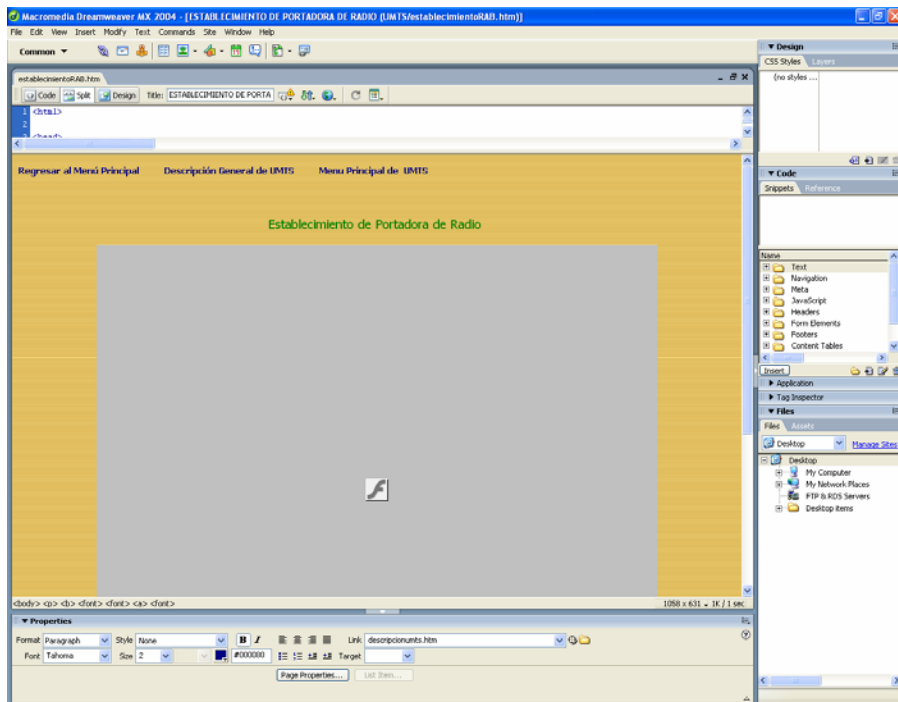 Macromedia Dreamweaver MX 2004 - [ESTABLECIMIENTO DE PORTADORA DE RADIO (UMTS/establecimientoRAB.htm)]
File Edit View Insert Modify Text Commands Site Window Help
Common
establecimientoRAB.htm
Code Split Design Title: ESTABLECIMIENTO DE PORTA
1 <html>
2
3 <head>
Regresar al Menú Principal Descripción General de UMTS Menu Principal de UMTS
Establecimiento de Portadora de Radio
<body> <p> <b> <font> <font> <a> <font>
1058 x 631 1K / 1 sec
Properties
Format Paragraph Style None B I Link descripcionumts.htm
Font Tahoma Size 2 #000000 Target
Page Properties... List Item...
Design
CSS Styles Layers
(no styles ...
Code
Snippets Reference
Name
Text
Navigation
Meta
JavaScript
Headers
Form Elements
Footers
Content Tables
Insert
Application
Tag Inspector
Files
Files Assets
Desktop Manage Sites
Desktop
My Computer
My Network Places
FTP & RDS Servers
Desktop items